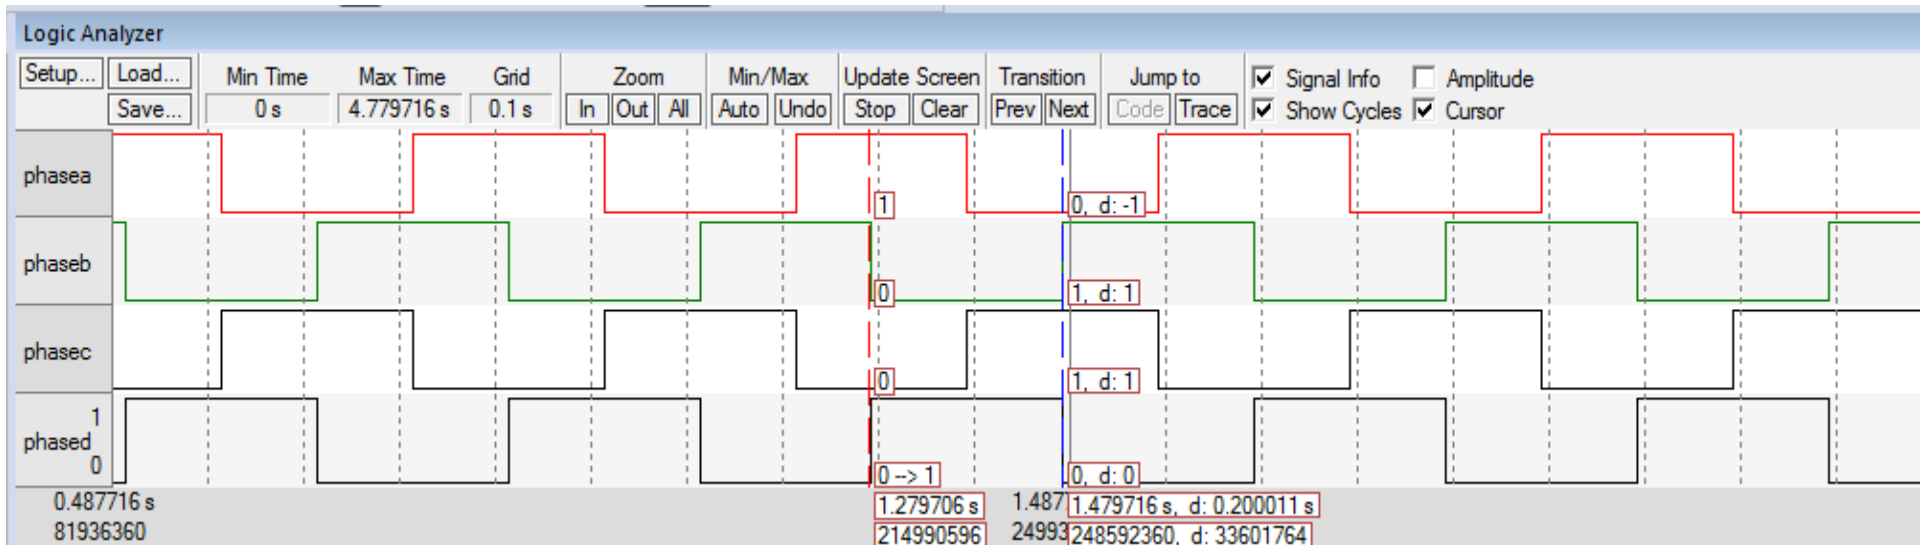 Logic Analyzer
Setup... Load... Min Time Max Time Grid Zoom Min/Max Update Screen Transition Jump to Signal Info Amplitude
Save... 0 s 4.779716 s 0.1 s In Out All Auto Undo Stop Clear Prev Next Code Trace Show Cycles Cursor
phasea
1 0, d: -1
phaseb
0 1, d: 1
phasec
0 1, d: 1
1
phased
0 0 --> 1 0, d: 0
0.487716 s 1.279706 s 1.487 1.479716 s, d: 0.200011 s
81936360 214990596 24993 248592360, d: 33601764